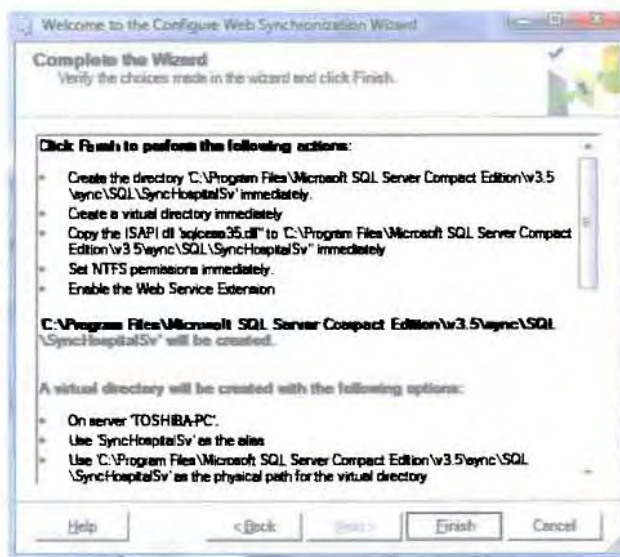 Welcome to the Configure Web Synchronization Wizard
Complete the Wizard
Verify the choices made in the wizard and click Finish.
Click Finish to perform the following actions:
Create the directory 'C:\Program Files\Microsoft SQL Server Compact Edition\v3.5
\sync\SQL\SyncHospitalSv' immediately.
Create a virtual directory immediately
Copy the ISAPI dll 'sqlcesa35.dll'' to 'C:\Program Files\Microsoft SQL Server Compact
Edition\v3.5\sync\SQL\SyncHospitalSv'' immediately
Set NTFS permissions immediately.
Enable the Web Service Extension
'C:\Program Files\Microsoft SQL Server Compact Edition\v3.5\sync\SQL
\SyncHospitalSv' will be created.
A virtual directory will be created with the following options:
On server 'TOSHIBA-PC'.
Use 'SyncHospitalSv' as the alias
Use 'C:\Program Files\Microsoft SQL Server Compact Edition\v3.5\sync\SQL
\SyncHospitalSv' as the physical path for the virtual directory
Help
< Back
Next >
Finish
Cancel